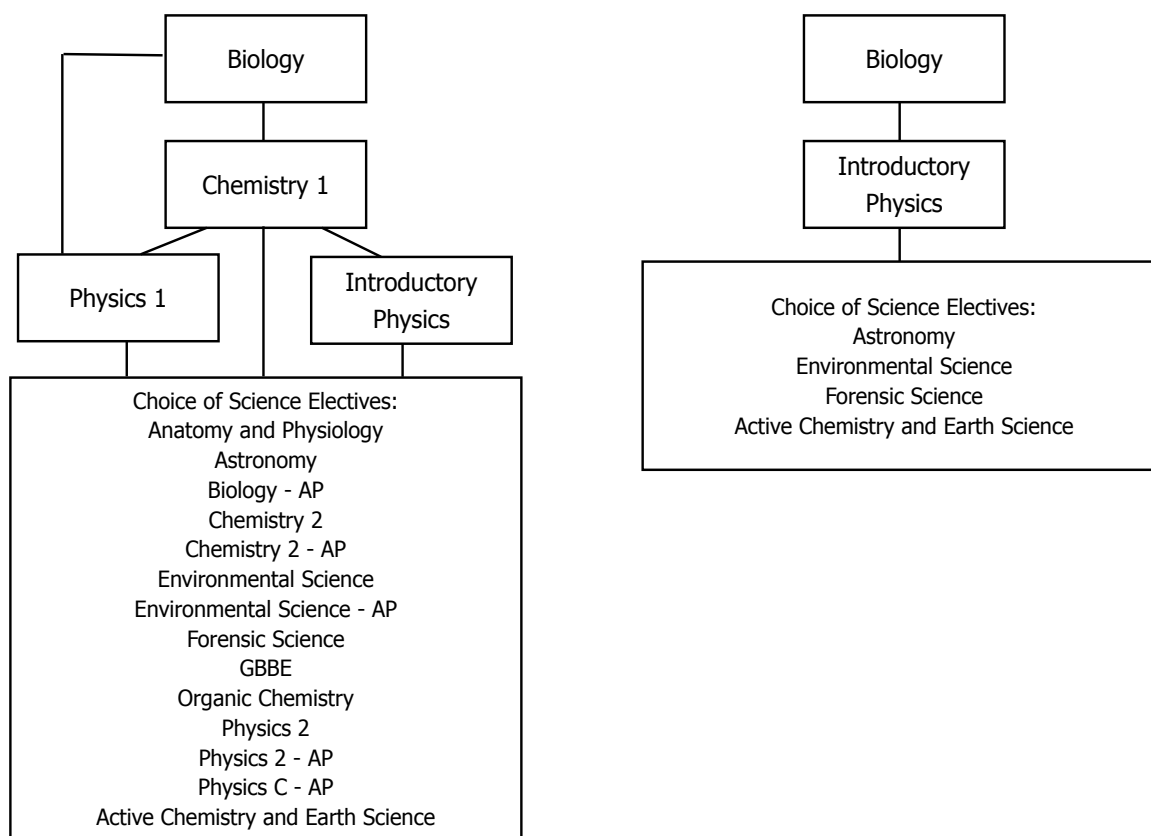 Biology
Chemistry 1
Physics 1
Introductory
Physics
Choice of Science Electives:
Anatomy and Physiology
Astronomy
Biology - AP
Chemistry 2
Chemistry 2 - AP
Environmental Science
Environmental Science - AP
Forensic Science
GBBE
Organic Chemistry
Physics 2
Physics 2 - AP
Physics C - AP
Active Chemistry and Earth Science
Biology
Introductory
Physics
Choice of Science Electives:
Astronomy
Environmental Science
Forensic Science
Active Chemistry and Earth Science